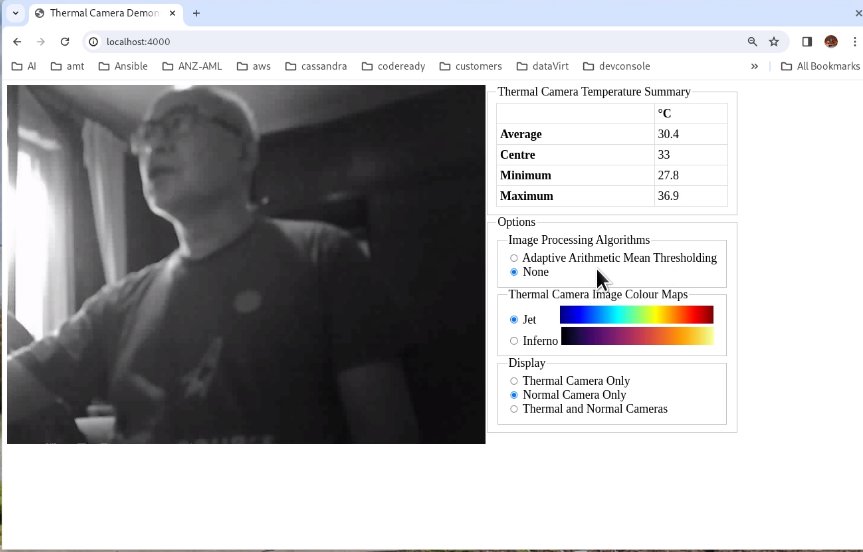 Thermal Camera Demon
localhost:4000
AI amt Ansible ANZ-AML aws cassandra codeready customers dataVirt devconsole » All Bookmarks
Thermal Camera Temperature Summary
°C
Average 30.4
Centre 33
Minimum 27.8
Maximum 36.9
Options
Image Processing Algorithms
Adaptive Arithmetic Mean Thresholding
None
Thermal Camera Image Colour Maps
Jet
Inferno
Display
Thermal Camera Only
Normal Camera Only
Thermal and Normal Cameras